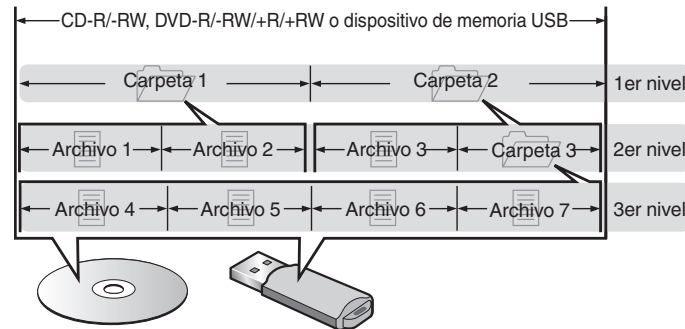 CD-R/-RW, DVD-R/-RW/+R/+RW o dispositivo de memoria USB
Carpeta 1 Carpeta 2 1er nivel
Archivo 1 Archivo 2 Archivo 3 Carpeta 3 2er nivel
Archivo 4 Archivo 5 Archivo 6 Archivo 7 3er nivel